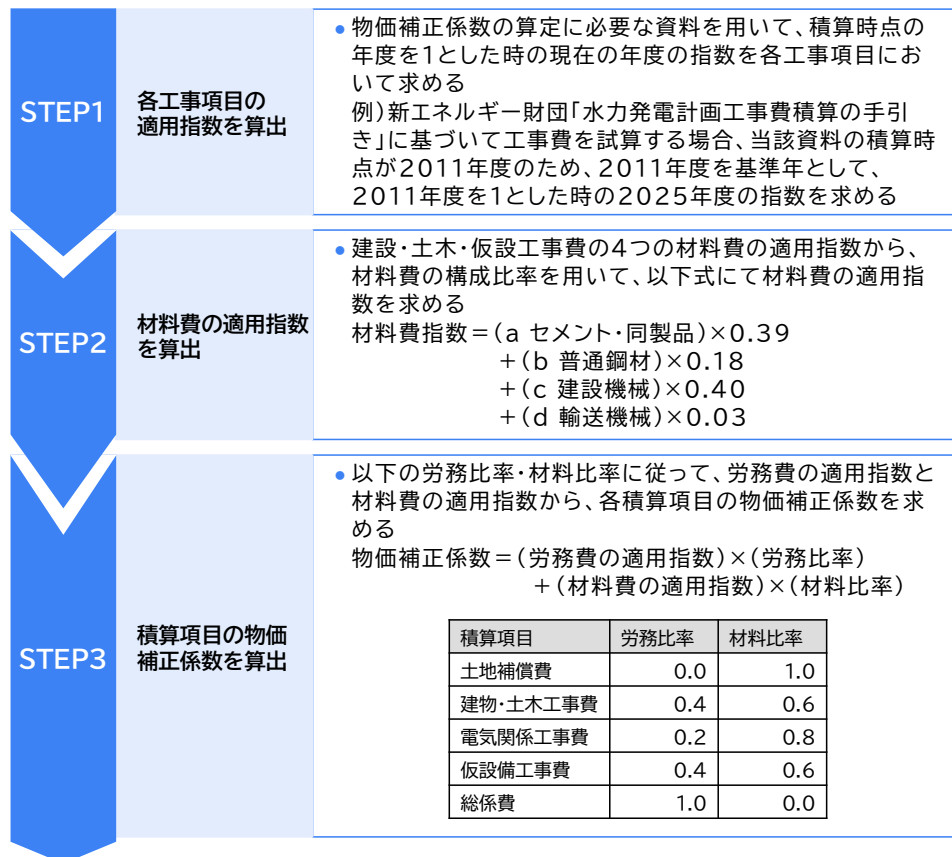 STEP1
各工事項目の
適用指数を算出
• 物価補正係数の算定に必要な資料を用いて、積算時点の
年度を1とした時の現在の年度の指数を各工事項目にお
いて求める
例)新エネルギー財団「水力発電計画工事費積算の手引
き」に基づいて工事費を試算する場合、当該資料の積算時
点が2011年度のため、2011年度を基準年として、
2011年度を1とした時の2025年度の指数を求める
STEP2
材料費の適用指数
を算出
• 建設・土木・仮設工事費の4つの材料費の適用指数から、
材料費の構成比率を用いて、以下式にて材料費の適用指
数を求める
材料費指数=(a セメント・同製品)×0.39
+(b 普通鋼材)×0.18
+(c 建設機械)×0.40
+(d 輸送機械)×0.03
STEP3
積算項目の物価
補正係数を算出
• 以下の労務比率・材料比率に従って、労務費の適用指数と
材料費の適用指数から、各積算項目の物価補正係数を求
める
物価補正係数=(労務費の適用指数)×(労務比率)
+(材料費の適用指数)×(材料比率)
積算項目 労務比率 材料比率
土地補償費 0.0 1.0
建物・土木工事費 0.4 0.6
電気関係工事費 0.2 0.8
仮設備工事費 0.4 0.6
総係費 1.0 0.0